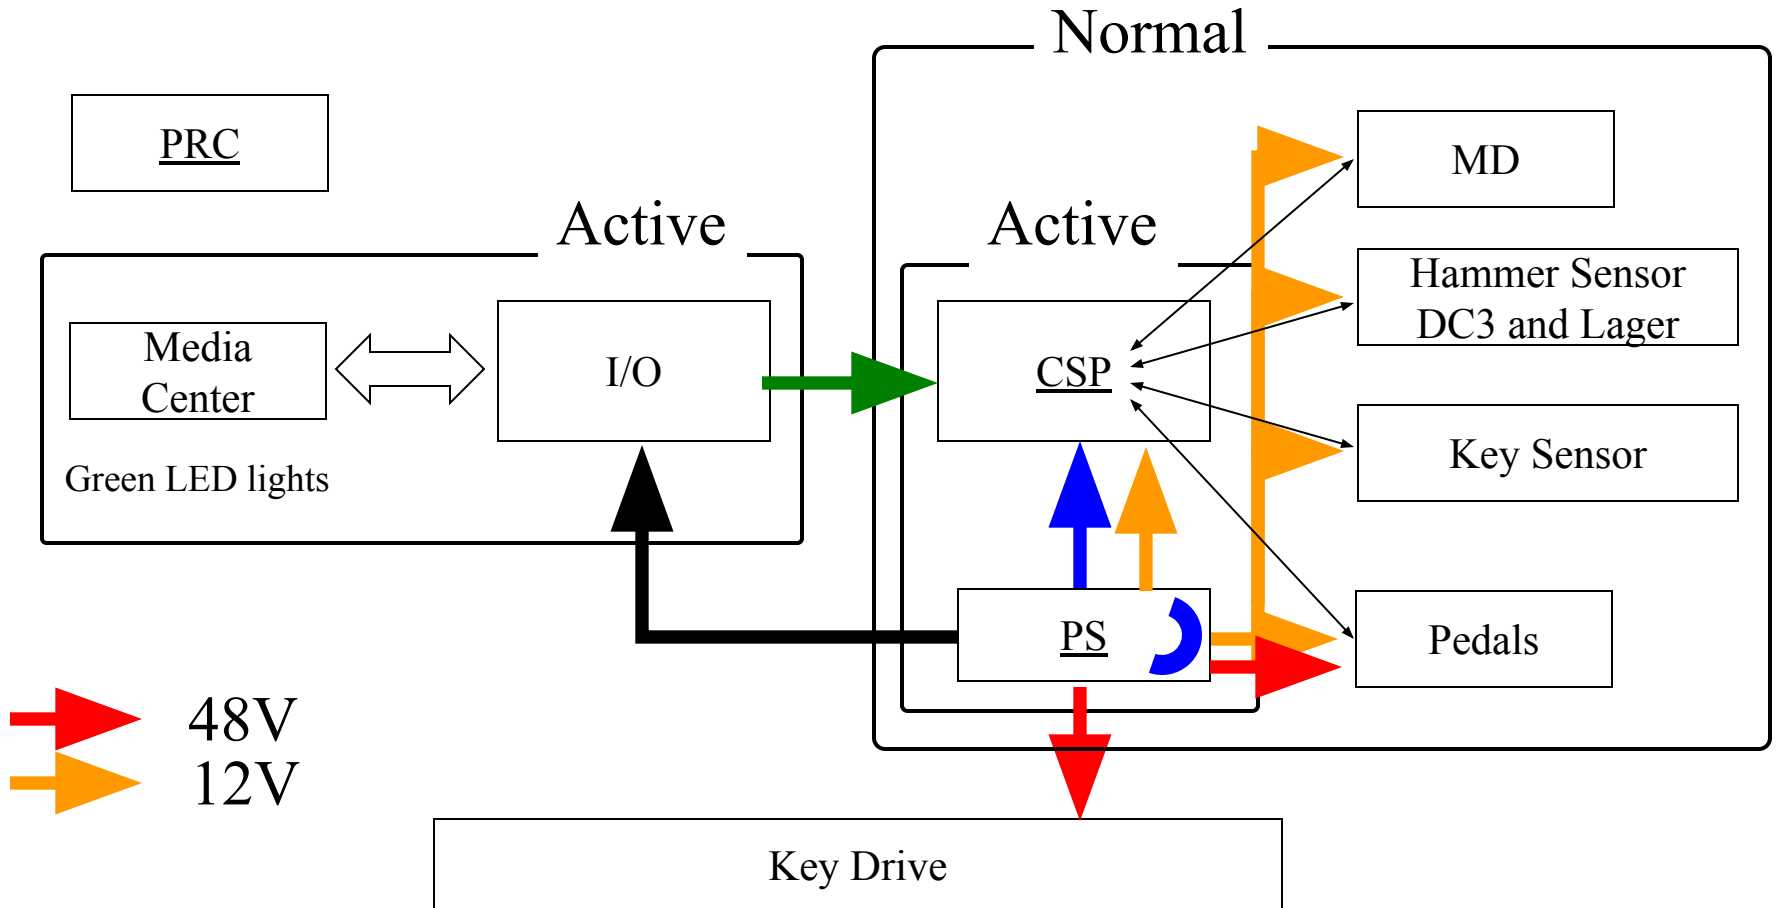 Normal
PRC
MD
Active
Active
Hammer Sensor
DC3 and Lager
Media
Center
I/O
CSP
Key Sensor
Green LED lights
PS
Pedals
48V
12V
Key Drive